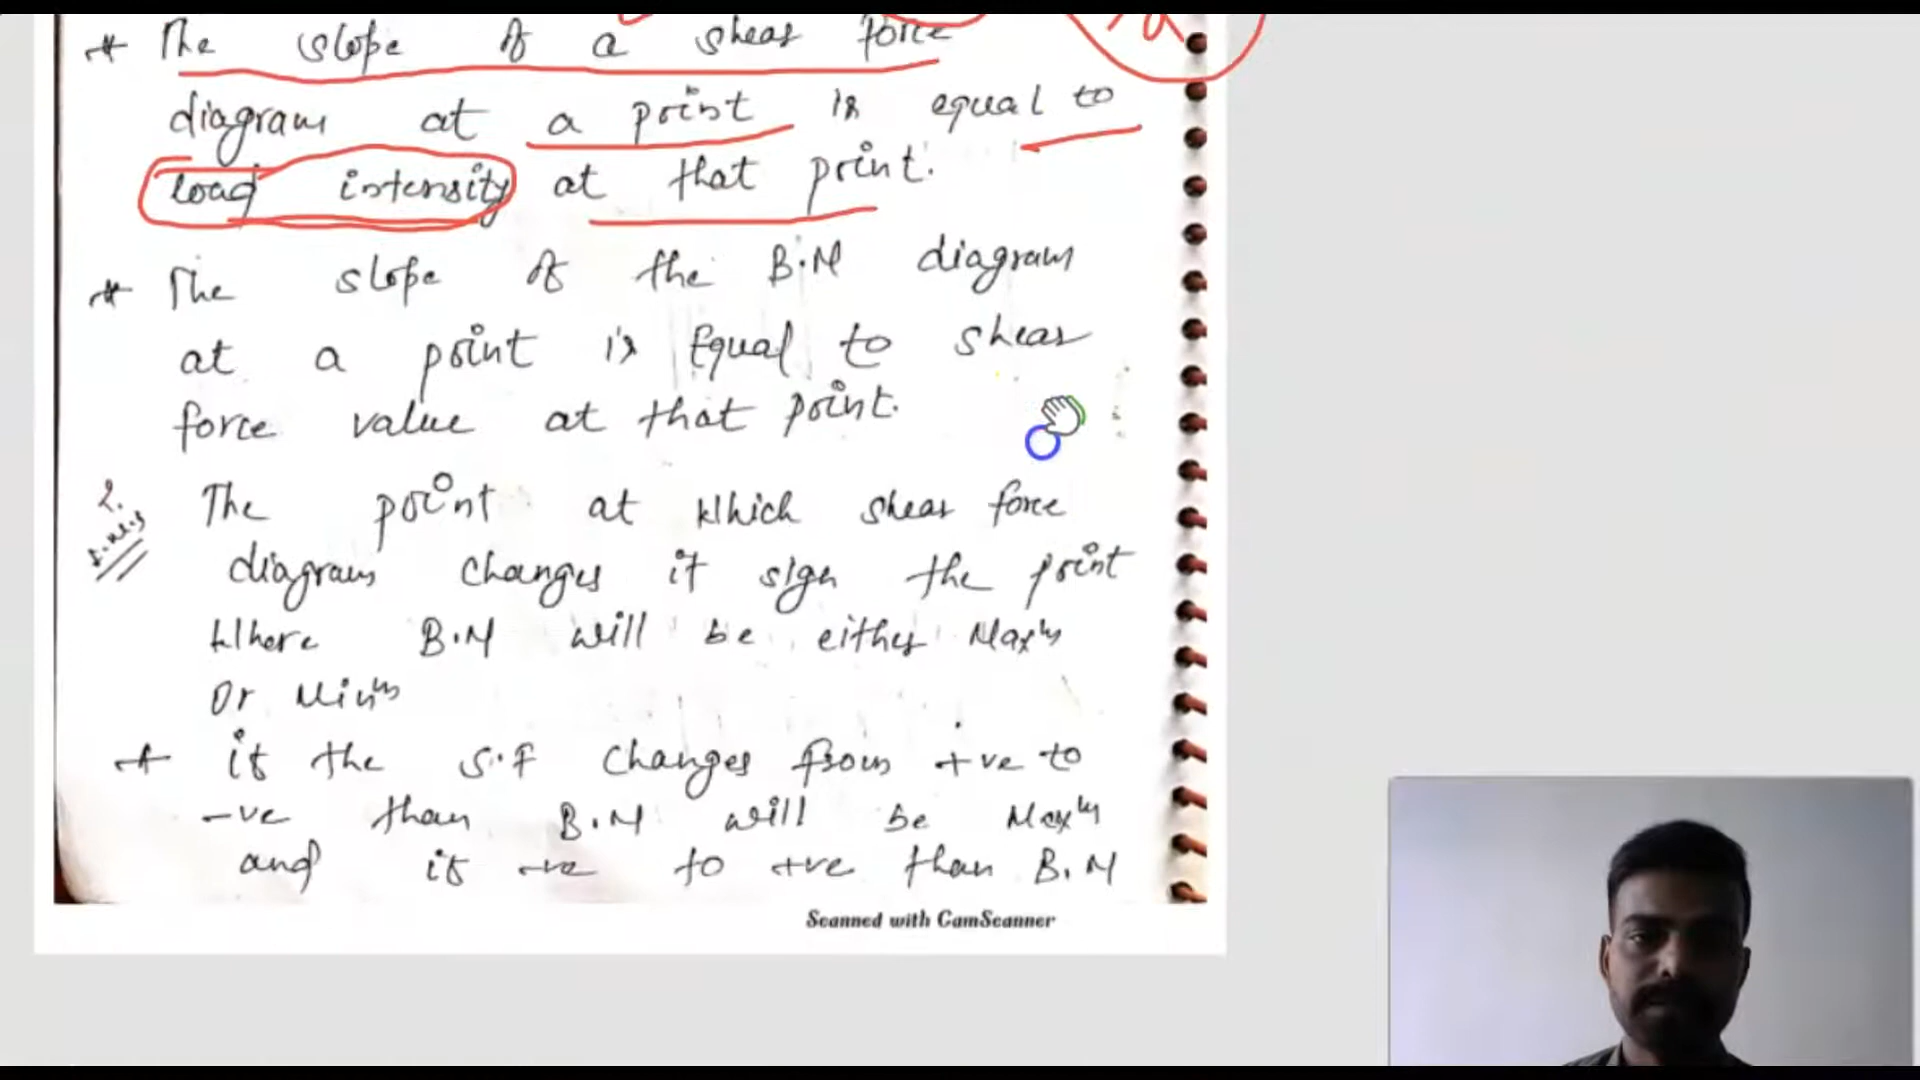 * The slope of a shear force
diagram at a point is equal to
load intensity at that point.
* The slope of the B.M diagram
at a point is Equal to shear
force value at that point.
The point at which shear force
diagram changes it sign the point
where B.M will be either Maxm
Or Minm
* if the S.F changes from +ve to
-ve than B.M will be Maxm
and if -ve to +ve than B.M
Scanned with CamScanner